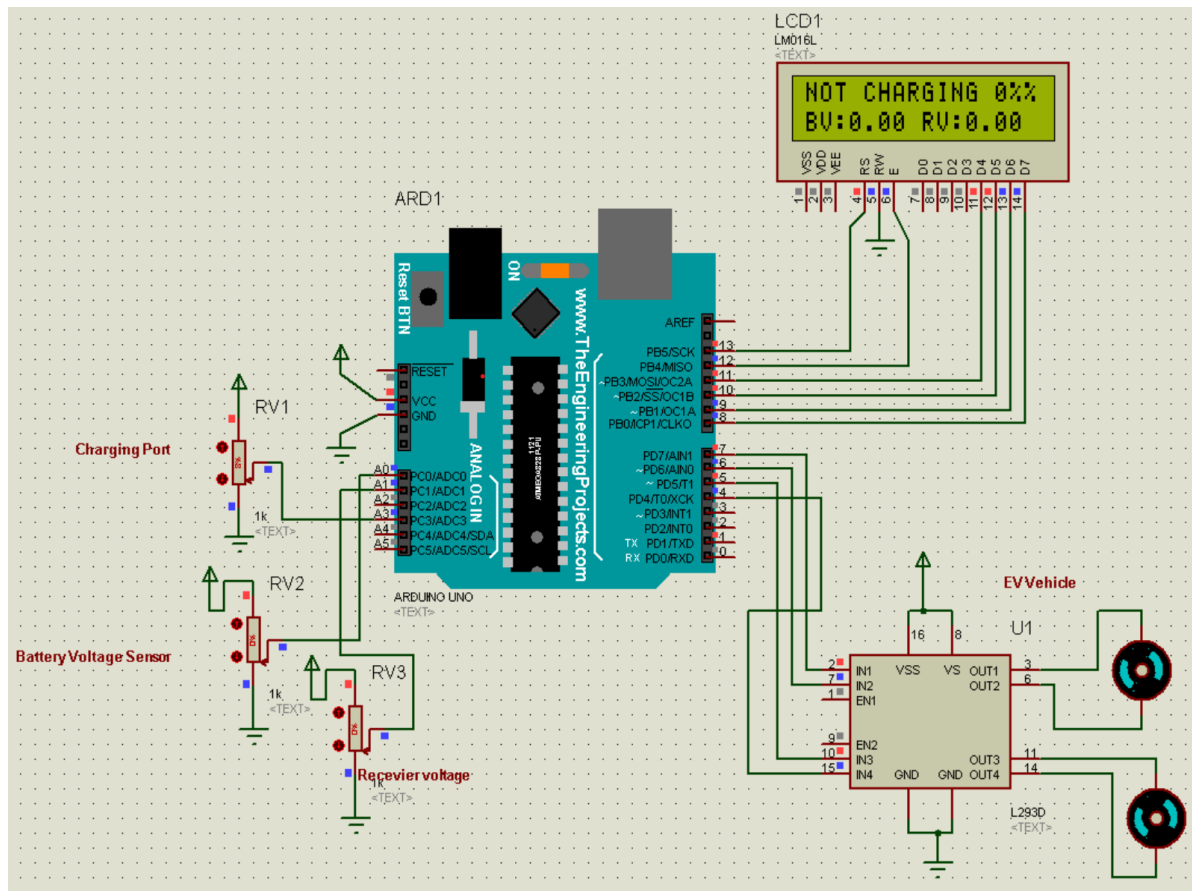 LCD1
LM016L
<TEXT>
NOT CHARGING 0%%
BV:0.00 RV:0.00
VSS
VDD
VEE
RS
RW
E
D0
D1
D2
D3
D4
D5
D6
D7
1
2
3
4
5
6
7
8
9
10
11
12
13
14
ARD1
Reset BTN
ON
www.TheEngineeringProjects.com
RESET
VCC
GND
ANALOG IN
AREF
PB5/SCK 13
PB4/MISO 12
~PB3/MOSI/OC2A 11
~PB2/SS/OC1B 10
~PB1/OC1A 9
PB0/ICP1/CLKO 8
PD7/AIN1 7
~PD6/AIN0 6
~PD5/T1 5
PD4/T0/XCK 4
~PD3/INT1 3
PD2/INT0 2
TX PD1/TXD 1
RX PD0/RXD 0
A0 PC0/ADC0
A1 PC1/ADC1
A2 PC2/ADC2
A3 PC3/ADC3
A4 PC4/ADC4/SDA
A5 PC5/ADC5/SCL
1121
ARDUINO UNO
<TEXT>
RV1
Charging Port
0%
1k
<TEXT>
RV2
Battery Voltage Sensor
0%
1k
<TEXT>
RV3
0%
Recevier voltage
1k
<TEXT>
EV Vehicle
U1
16
8
2 IN1
7 IN2
1 EN1
9 EN2
10 IN3
15 IN4
VSS
VS
OUT1 3
OUT2 6
OUT3 11
OUT4 14
GND
GND
L293D
<TEXT>